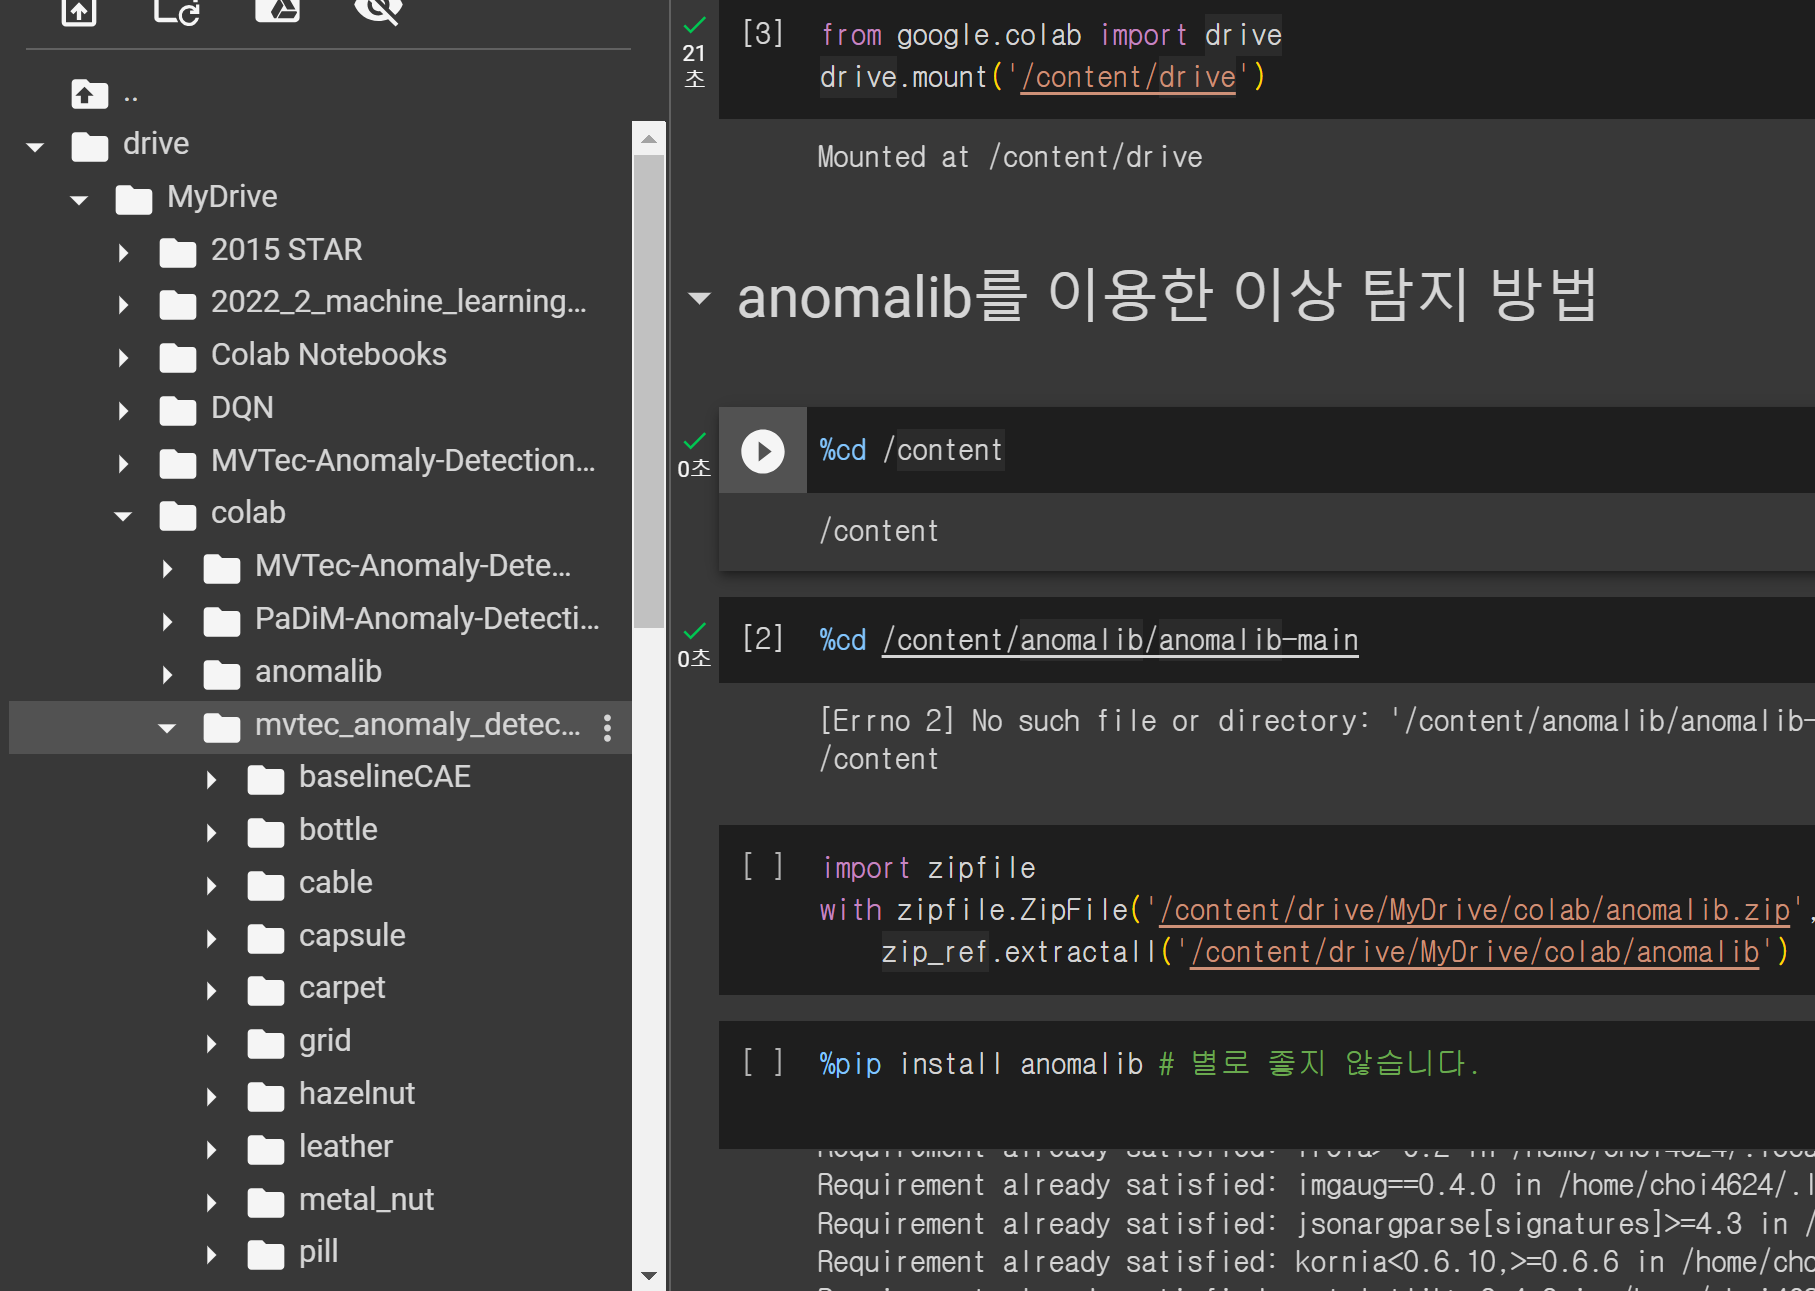 ..
drive
MyDrive
2015 STAR
2022_2_machine_learning...
Colab Notebooks
DQN
MVTec-Anomaly-Detection...
colab
MVTec-Anomaly-Dete...
PaDiM-Anomaly-Detecti...
anomalib
mvtec_anomaly_detec...
baselineCAE
bottle
cable
capsule
carpet
grid
hazelnut
leather
metal_nut
pill
21
초
[3]
from google.colab import drive
drive.mount('/content/drive')
Mounted at /content/drive
anomalib를 이용한 이상 탐지 방법
0초
%cd /content
/content
0초
[2]
%cd /content/anomalib/anomalib-main
[Errno 2] No such file or directory: '/content/anomalib/anomalib-
/content
[ ]
import zipfile
with zipfile.ZipFile('/content/drive/MyDrive/colab/anomalib.zip',
zip_ref.extractall('/content/drive/MyDrive/colab/anomalib')
[ ]
%pip install anomalib # 별로 좋지 않습니다.
Requirement already satisfied:
Requirement already satisfied: imgaug==0.4.0 in /home/choi4624/.l
Requirement already satisfied: jsonargparse[signatures]>=4.3 in /
Requirement already satisfied: kornia<0.6.10,>=0.6.6 in /home/cho